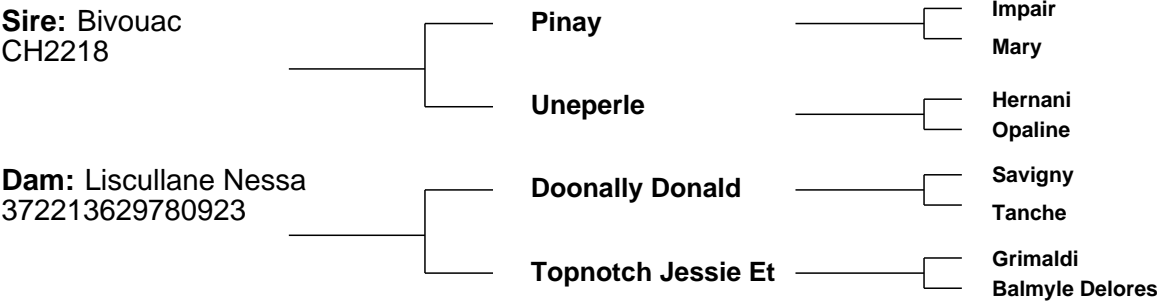 Sire: Bivouac
CH2218
Pinay
Impair
Mary
Uneperle
Hernani
Opaline
Dam: Liscullane Nessa
372213629780923
Doonally Donald
Savigny
Tanche
Topnotch Jessie Et
Grimaldi
Balmyle Delores